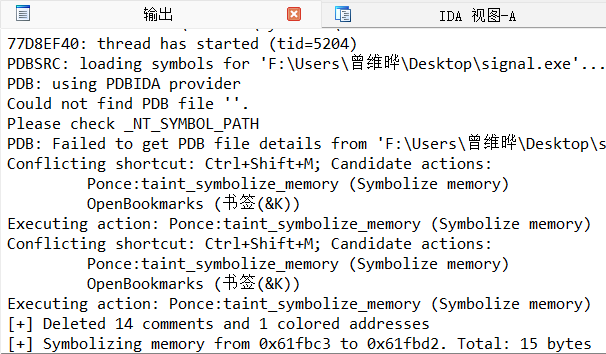 输出
IDA 视图-A
77D8EF40: thread has started (tid=5204)
PDBSRC: loading symbols for 'F:\Users\曾维晔\Desktop\signal.exe'...
PDB: using PDBIDA provider
Could not find PDB file ''.
Please check _NT_SYMBOL_PATH
PDB: Failed to get PDB file details from 'F:\Users\曾维晔\Desktop\s
Conflicting shortcut: Ctrl+Shift+M; Candidate actions:
Ponce:taint_symbolize_memory (Symbolize memory)
OpenBookmarks (书签(&K))
Executing action: Ponce:taint_symbolize_memory (Symbolize memory)
Conflicting shortcut: Ctrl+Shift+M; Candidate actions:
Ponce:taint_symbolize_memory (Symbolize memory)
OpenBookmarks (书签(&K))
Executing action: Ponce:taint_symbolize_memory (Symbolize memory)
[+] Deleted 14 comments and 1 colored addresses
[+] Symbolizing memory from 0x61fbc3 to 0x61fbd2. Total: 15 bytes